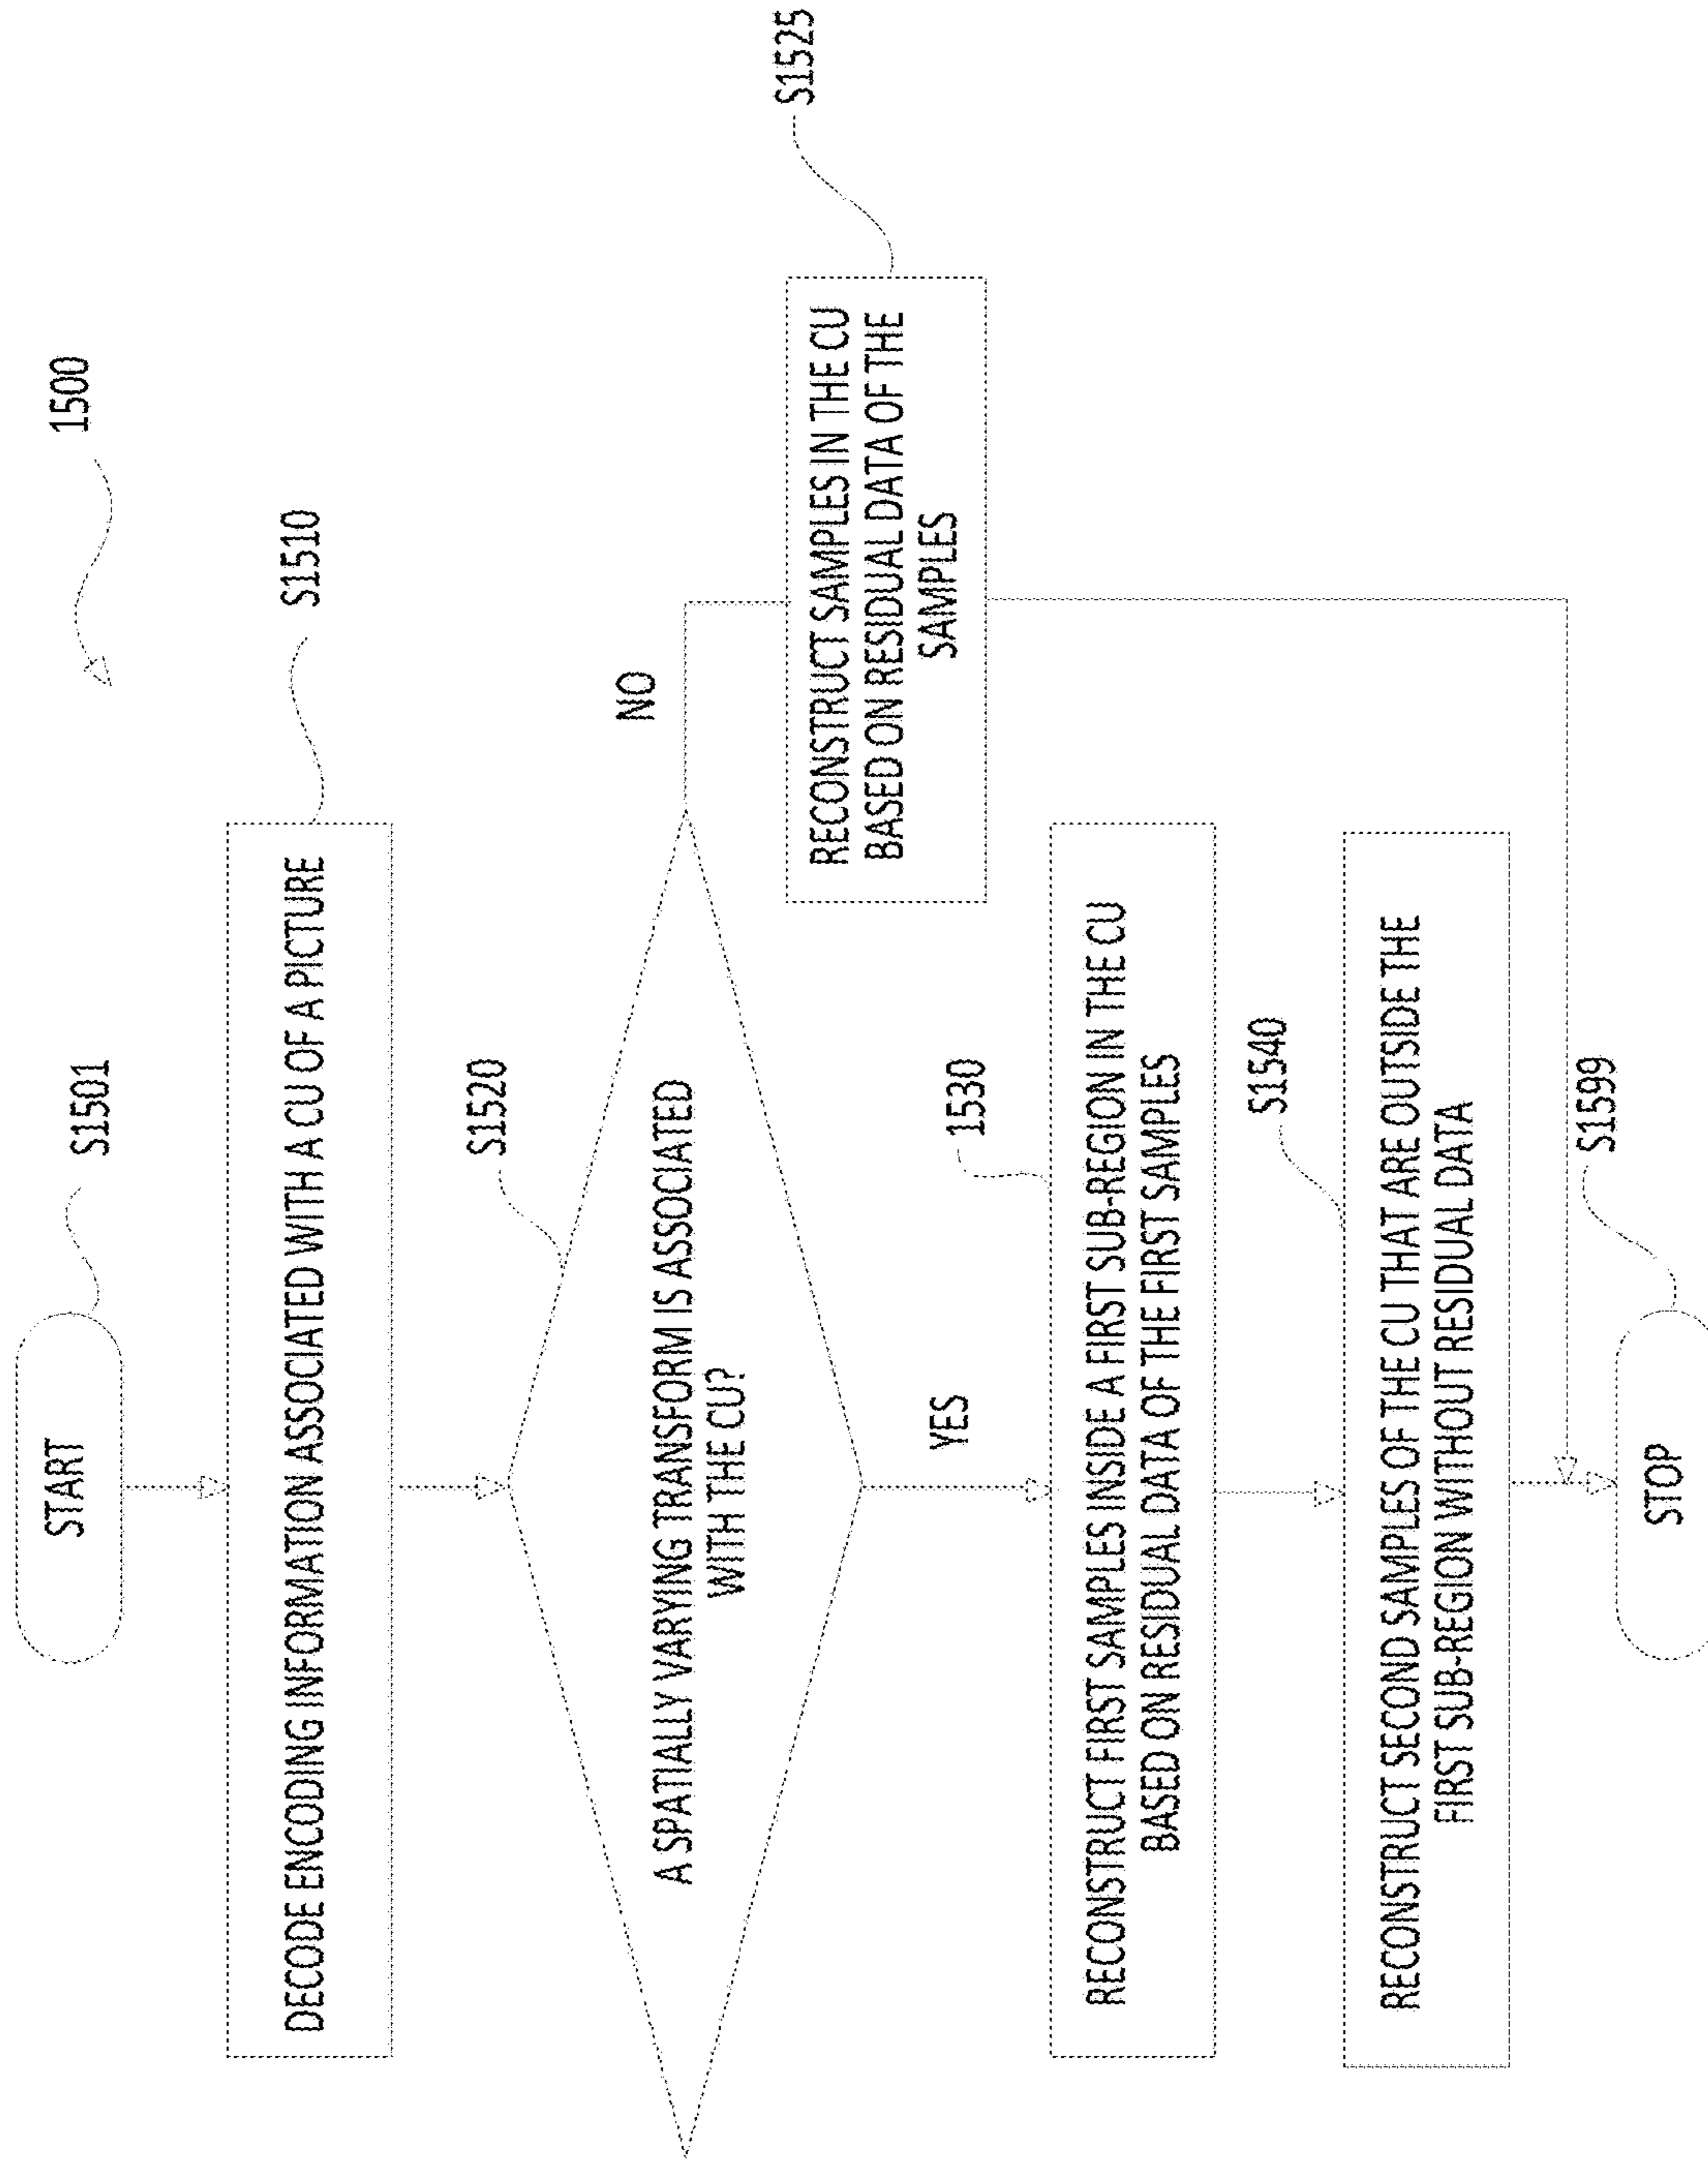 1500
START
S1501
DECODE ENCODING INFORMATION ASSOCIATED WITH A CU OF A PICTURE
S1510
S1520
A SPATIALLY VARYING TRANSFORM IS ASSOCIATED
WITH THE CU?
NO
RECONSTRUCT SAMPLES IN THE CU
BASED ON RESIDUAL DATA OF THE
SAMPLES
S1525
YES
1530
RECONSTRUCT FIRST SAMPLES INSIDE A FIRST SUB-REGION IN THE CU
BASED ON RESIDUAL DATA OF THE FIRST SAMPLES
S1540
RECONSTRUCT SECOND SAMPLES OF THE CU THAT ARE OUTSIDE THE
FIRST SUB-REGION WITHOUT RESIDUAL DATA
S1599
STOP